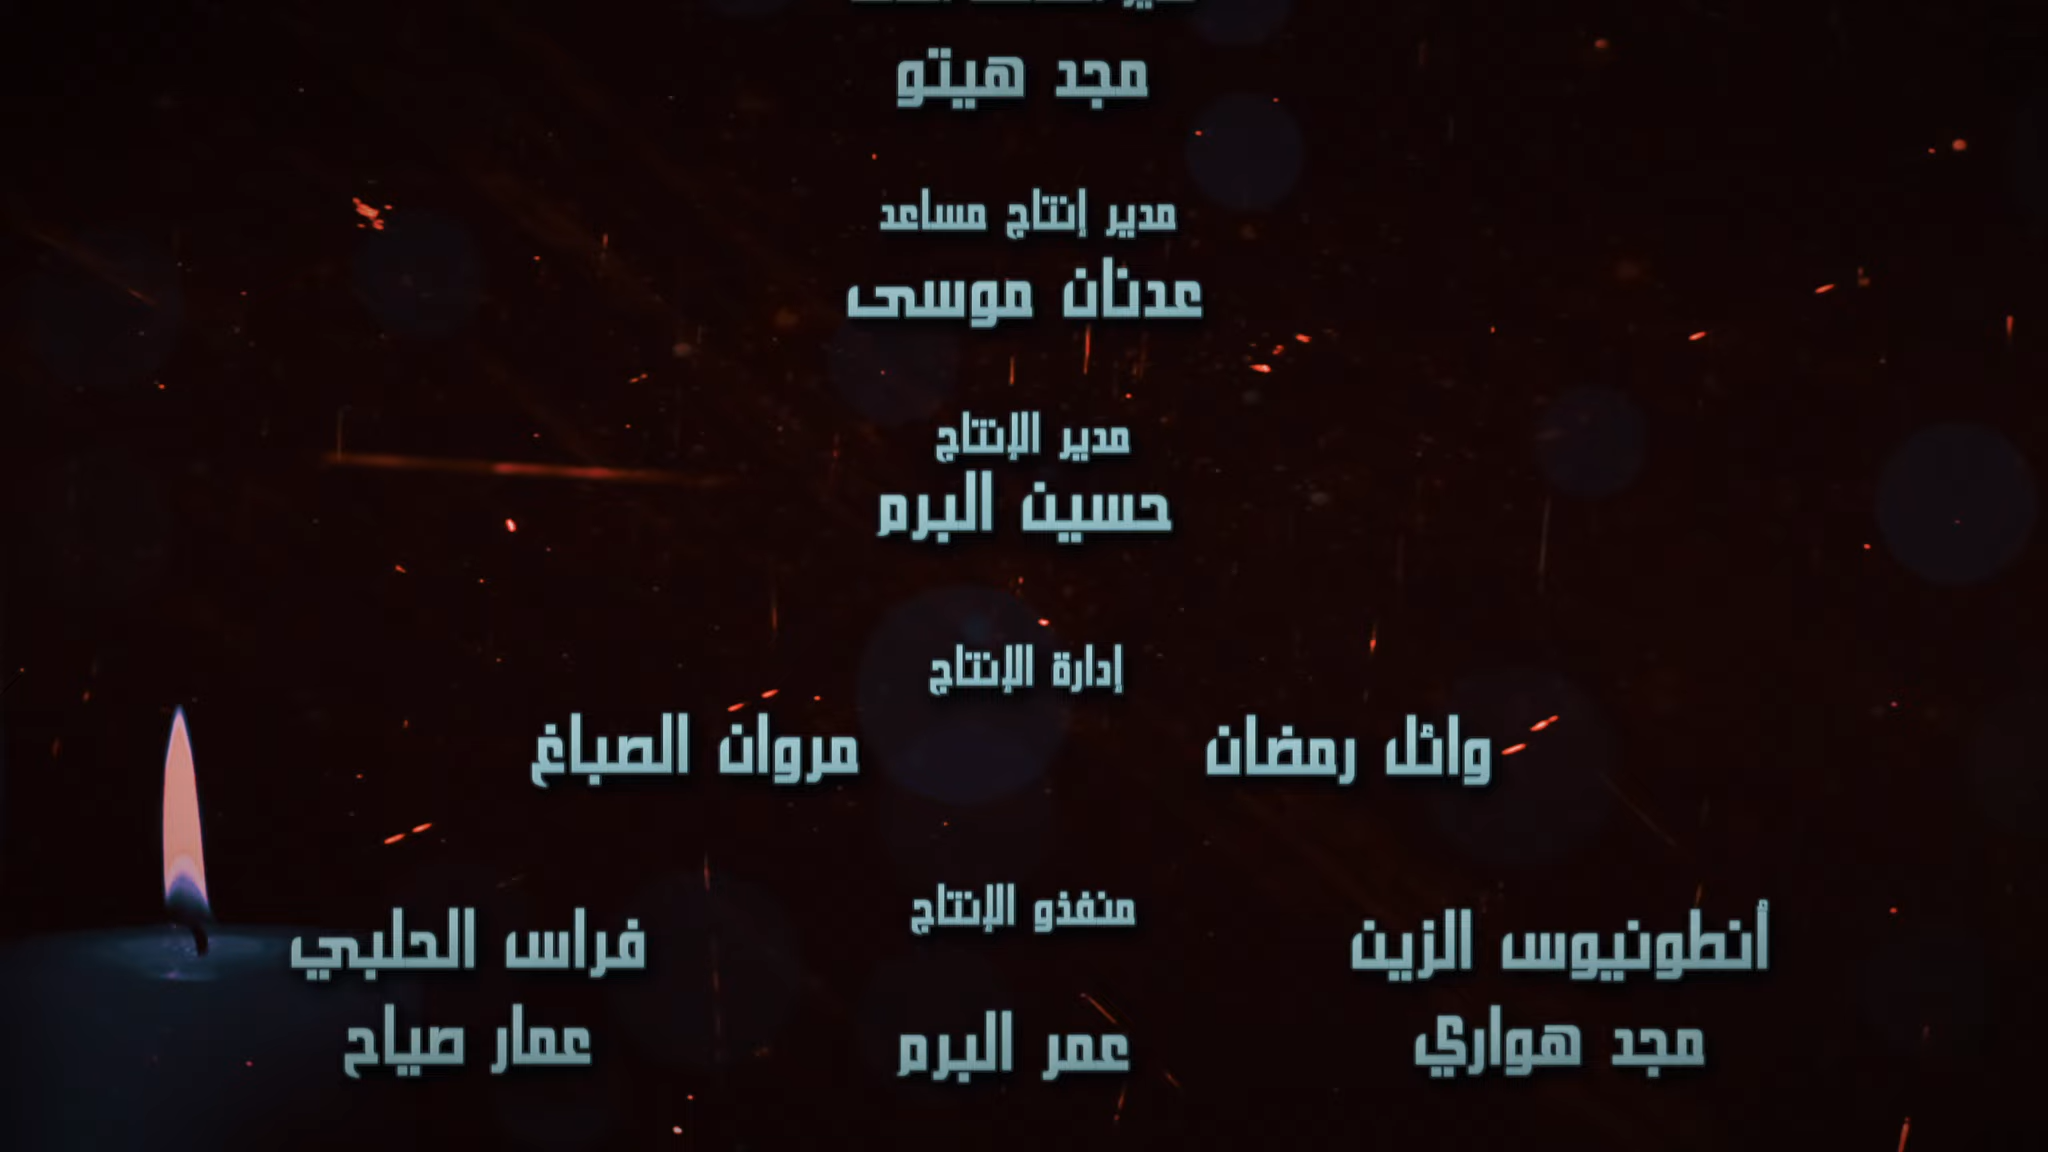 مجد هيتو
مدير إنتاج مساعد
عدنان موسى
مدير الإنتاج
حسين البرم
إدارة الإنتاج
وائل رمضان
مروان الصباغ
منفذو الإنتاج
أنطونيوس الزين
فراس الحلبي
مجد هواري
عمر البرم
عمار صياح